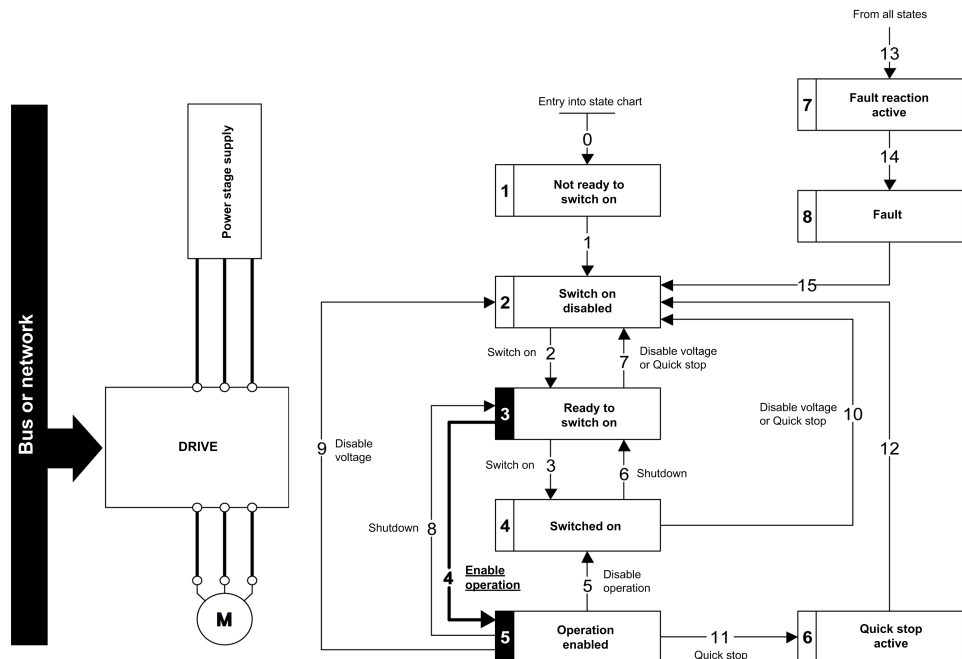 From all states
13
7
Fault reaction
active
14
8
Fault
15
Entry into state chart
0
1
Not ready to
switch on
1
2
Switch on
disabled
Switch on
2
7
Disable voltage
or Quick stop
3
Ready to
switch on
Switch on
3
6
Shutdown
4
Switched on
Disable voltage
or Quick stop
10
12
9
Disable
voltage
Shutdown
8
4
Enable
operation
5
Disable
operation
5
Operation
enabled
11
Quick stop
6
Quick stop
active
Bus or network
Power stage supply
DRIVE
M